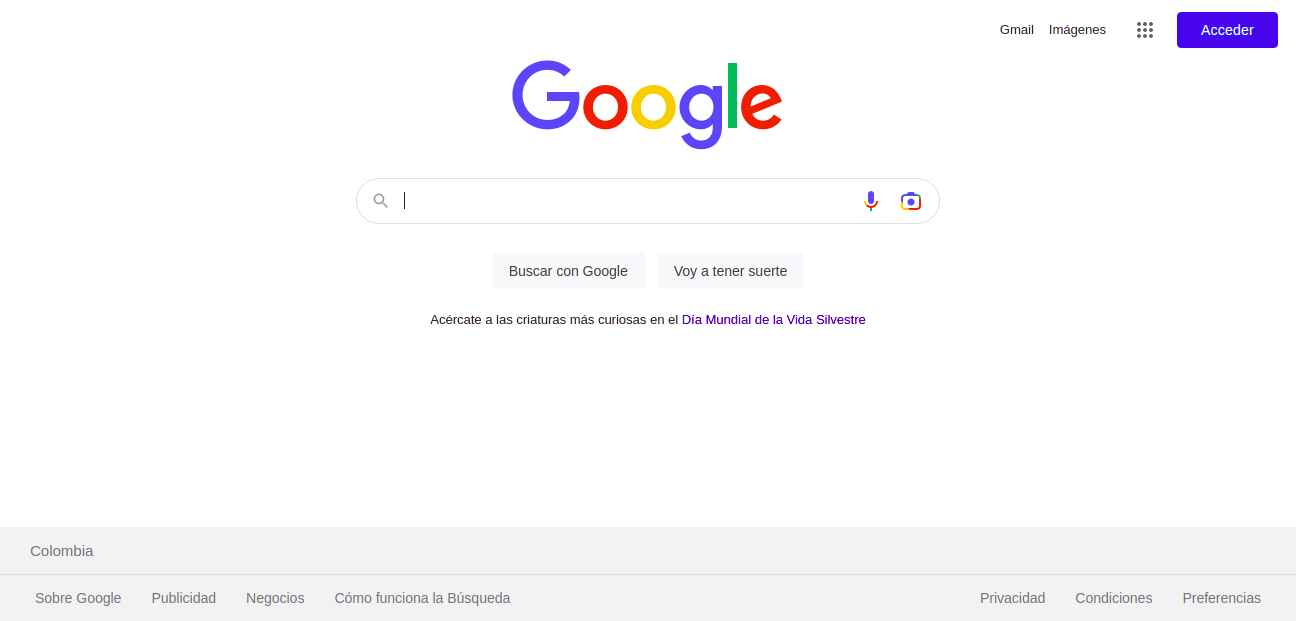 Gmail Imágenes Acceder
Google
Buscar con Google Voy a tener suerte
Acércate a las criaturas más curiosas en el Día Mundial de la Vida Silvestre
Colombia
Sobre Google Publicidad Negocios Cómo funciona la Búsqueda Privacidad Condiciones Preferencias